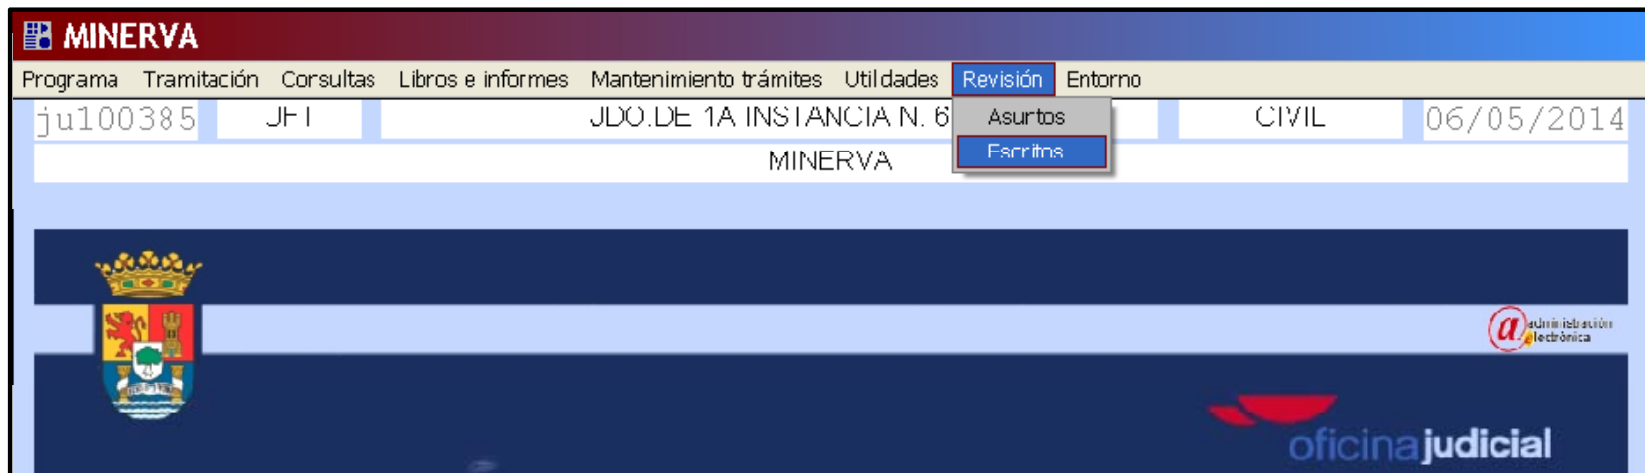 MINERVA
Programa Tramitación Consultas Libros e informes Mantenimiento trámites Utilidades Revisión Entorno
ju100385 JDO.DE 1A INSTANCIA N. 6 CIVIL 06/05/2014
Asuntos
Escritos
MINERVA
administración
electrónica
oficinajudicial